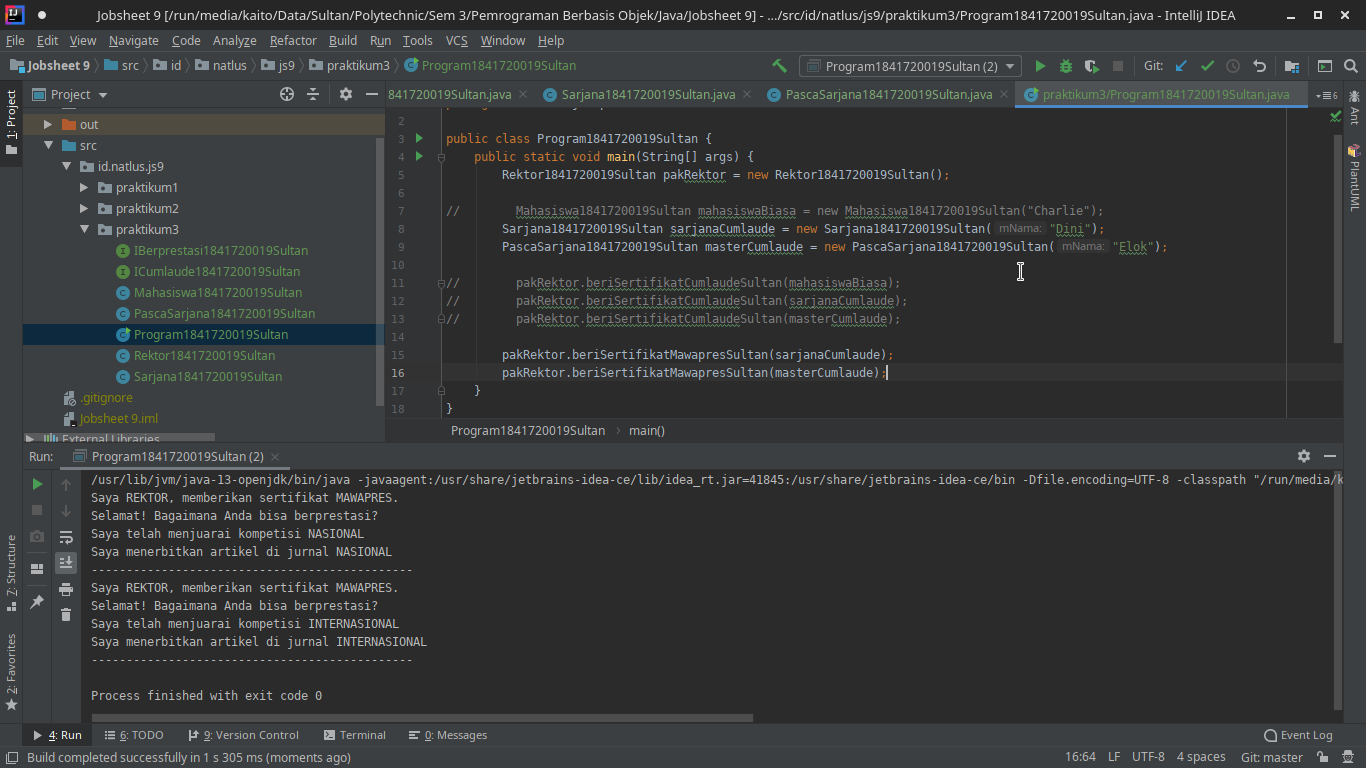 Jobsheet 9 [/run/media/kaito/Data/Sultan/Polytechnic/Sem 3/Pemrograman Berbasis Objek/Java/Jobsheet 9] - .../src/id/natlus/js9/praktikum3/Program1841720019Sultan.java - IntelliJ IDEA
File Edit View Navigate Code Analyze Refactor Build Run Tools VCS Window Help
Jobsheet 9 src id natlus js9 praktikum3 Program1841720019Sultan
Program1841720019Sultan (2)
Git:
1: Project
Project
841720019Sultan.java
Sarjana1841720019Sultan.java
PascaSarjana1841720019Sultan.java
praktikum3/Program1841720019Sultan.java
6
Ant
PlantUML
out
src
id.natlus.js9
praktikum1
praktikum2
praktikum3
IBerprestasi1841720019Sultan
ICumlaude1841720019Sultan
Mahasiswa1841720019Sultan
PascaSarjana1841720019Sultan
Program1841720019Sultan
Rektor1841720019Sultan
Sarjana1841720019Sultan
.gitignore
Jobsheet 9.iml
External Libraries
2
3 public class Program1841720019Sultan {
4 public static void main(String[] args) {
5 Rektor1841720019Sultan pakRektor = new Rektor1841720019Sultan();
6
7 // Mahasiswa1841720019Sultan mahasiswaBiasa = new Mahasiswa1841720019Sultan("Charlie");
8 Sarjana1841720019Sultan sarjanaCumlaude = new Sarjana1841720019Sultan( mNama: "Dini");
9 PascaSarjana1841720019Sultan masterCumlaude = new PascaSarjana1841720019Sultan( mNama: "Elok");
10
11 // pakRektor.beriSertifikatCumlaudeSultan(mahasiswaBiasa);
12 // pakRektor.beriSertifikatCumlaudeSultan(sarjanaCumlaude);
13 // pakRektor.beriSertifikatCumlaudeSultan(masterCumlaude);
14
15 pakRektor.beriSertifikatMawapresSultan(sarjanaCumlaude);
16 pakRektor.beriSertifikatMawapresSultan(masterCumlaude);
17 }
18 }
Program1841720019Sultan main()
Run: Program1841720019Sultan (2)
/usr/lib/jvm/java-13-openjdk/bin/java -javaagent:/usr/share/jetbrains-idea-ce/lib/idea_rt.jar=41845:/usr/share/jetbrains-idea-ce/bin -Dfile.encoding=UTF-8 -classpath "/run/media/k
Saya REKTOR, memberikan sertifikat MAWAPRES.
Selamat! Bagaimana Anda bisa berprestasi?
Saya telah menjuarai kompetisi NASIONAL
Saya menerbitkan artikel di jurnal NASIONAL
----------------------------------------------
Saya REKTOR, memberikan sertifikat MAWAPRES.
Selamat! Bagaimana Anda bisa berprestasi?
Saya telah menjuarai kompetisi INTERNASIONAL
Saya menerbitkan artikel di jurnal INTERNASIONAL
----------------------------------------------
Process finished with exit code 0
7: Structure
2: Favorites
4: Run 6: TODO 9: Version Control Terminal 0: Messages Event Log
Build completed successfully in 1 s 305 ms (moments ago)
16:64 LF UTF-8 4 spaces Git: master